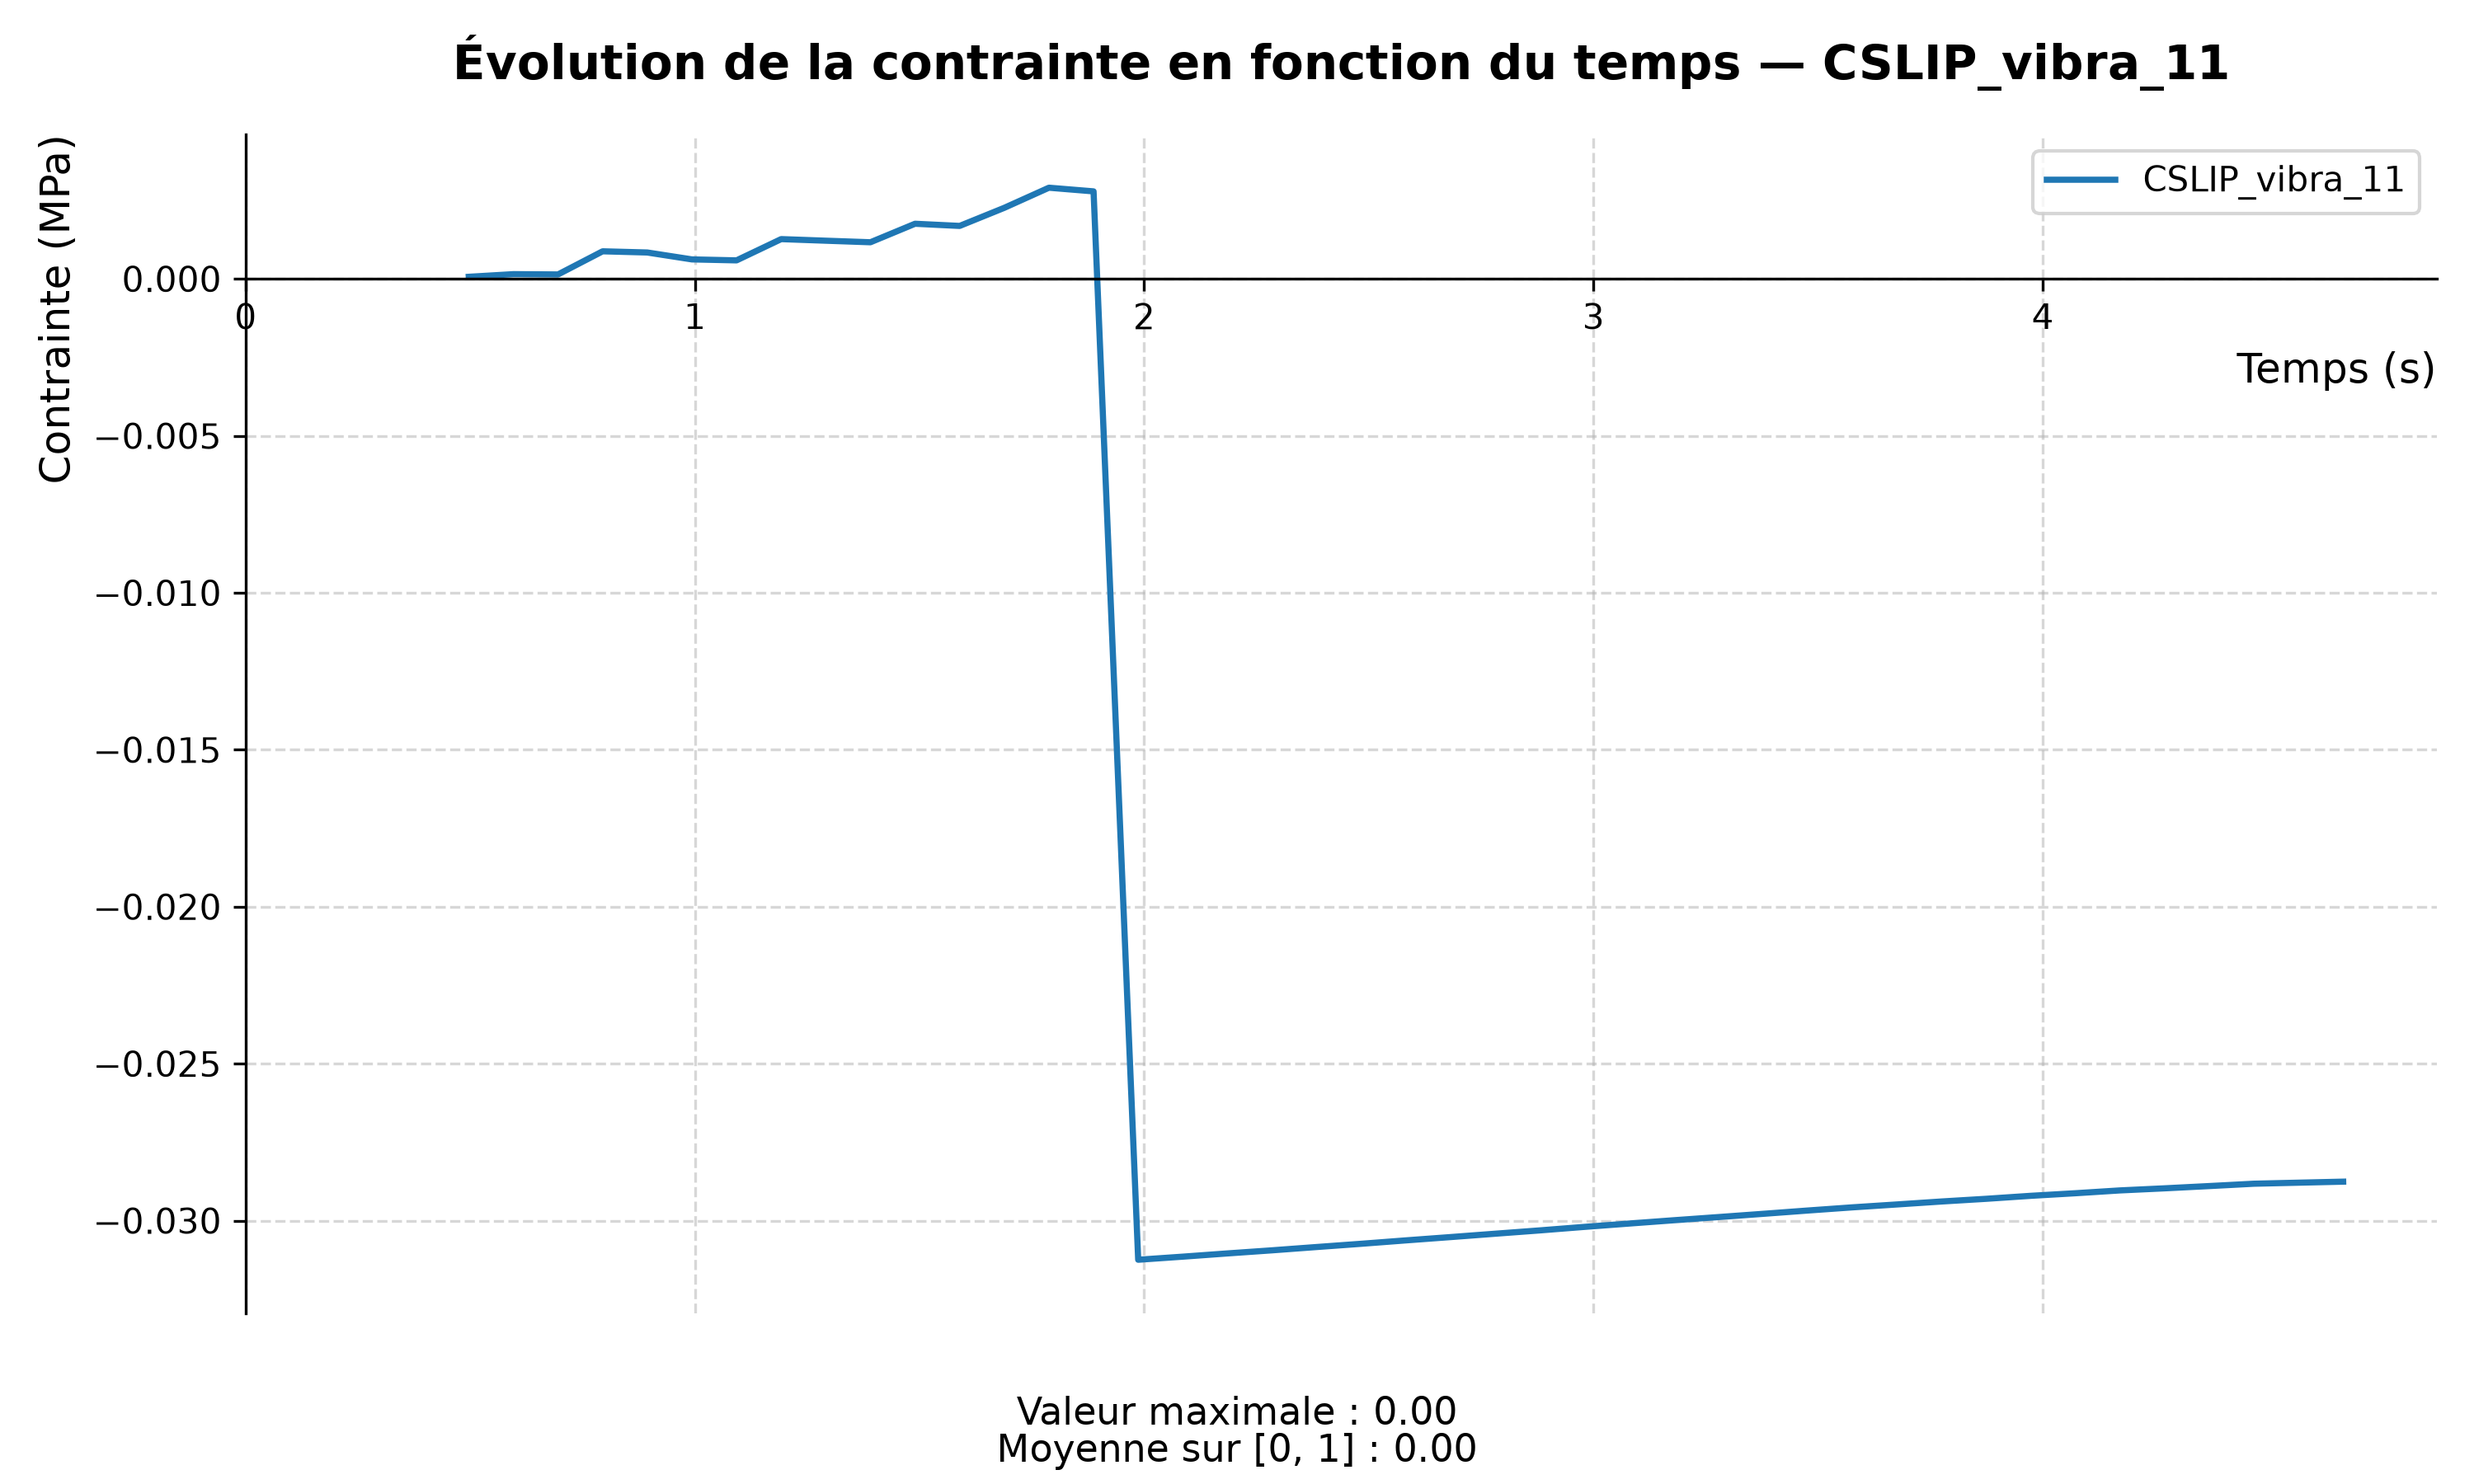 Évolution de la contrainte en fonction du temps — CSLIP_vibra_11
Contrainte (MPa)
CSLIP_vibra_11
0.000
0
1
2
3
4
Temps (s)
−0.005
−0.010
−0.015
−0.020
−0.025
−0.030
Valeur maximale : 0.00
Moyenne sur [0, 1] : 0.00